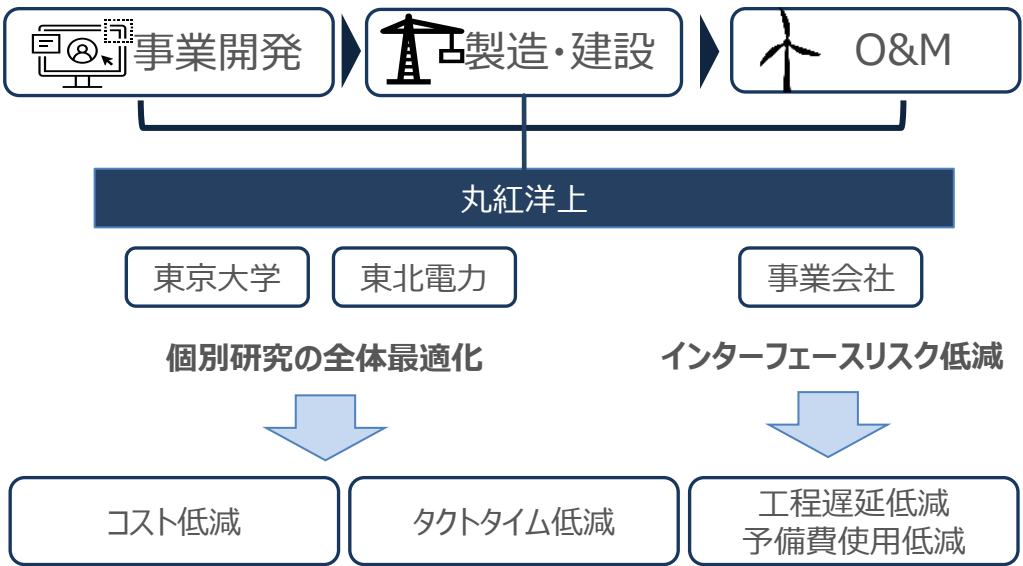 事業開発
製造・建設
O&M
丸紅洋上
東京大学
東北電力
事業会社
個別研究の全体最適化
インターフェースリスク低減
コスト低減
タクトタイム低減
工程遅延低減
予備費使用低減